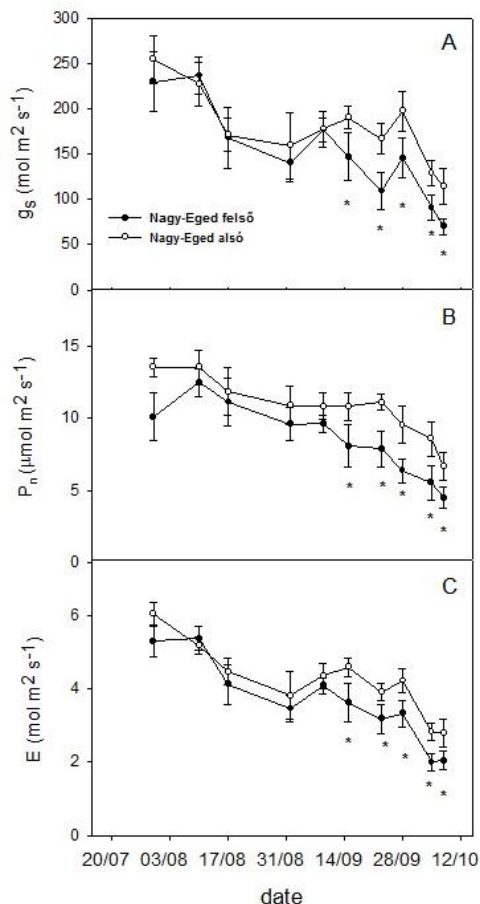 A
300
250
200
150
100
50
0
gs (mol m2 s-1)
Nagy-Eged felső
Nagy-Eged alsó
* * * * *
B
15
10
5
0
Pn (μmol m2 s-1)
* * * * *
C
6
4
2
0
E (mol m2 s-1)
* * * * *
20/07 03/08 17/08 31/08 14/09 28/09 12/10
date